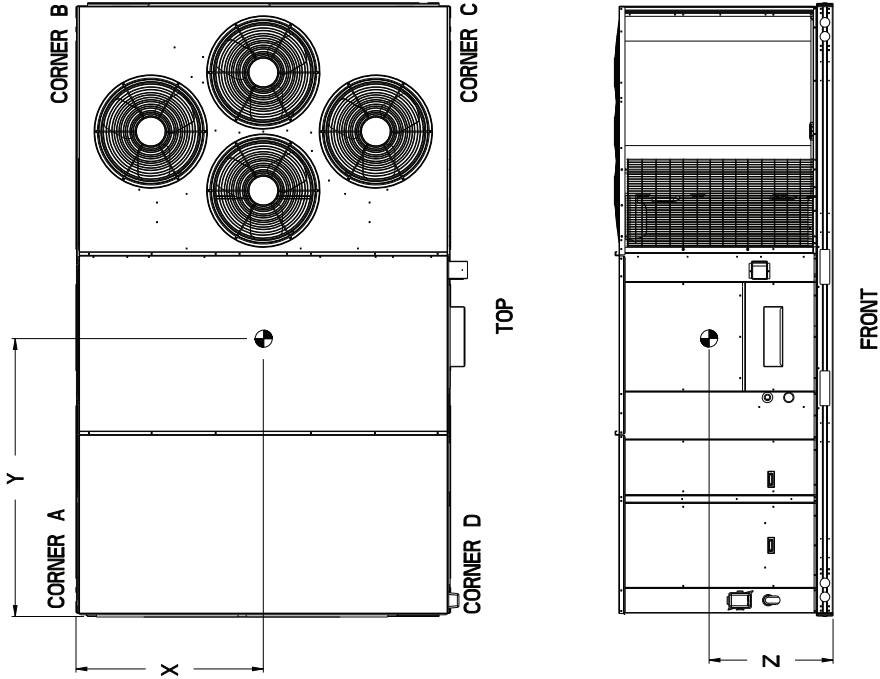 CORNER B
CORNER C
Y
TOP
CORNER A
CORNER D
X
FRONT
Z